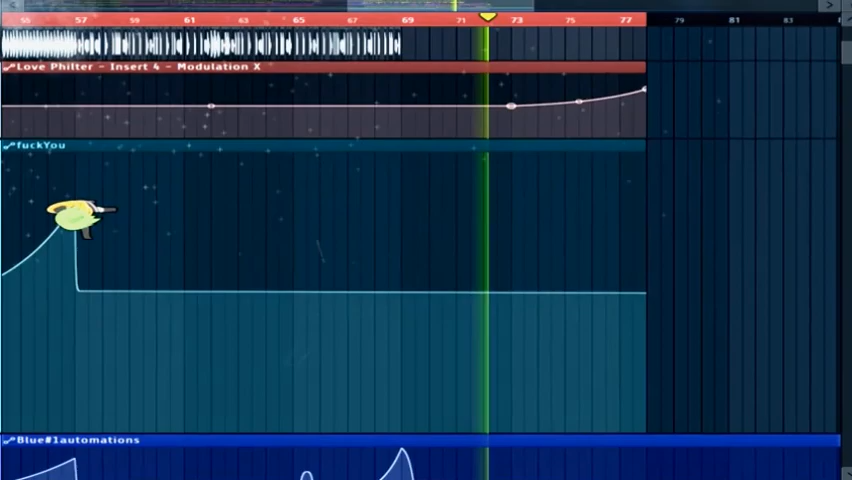 55 57 59 61 63 65 67 69 71 73 75 77 79 81 83
Love Philter - Insert 4 - Modulation X
fuckYou
Blue#1automations